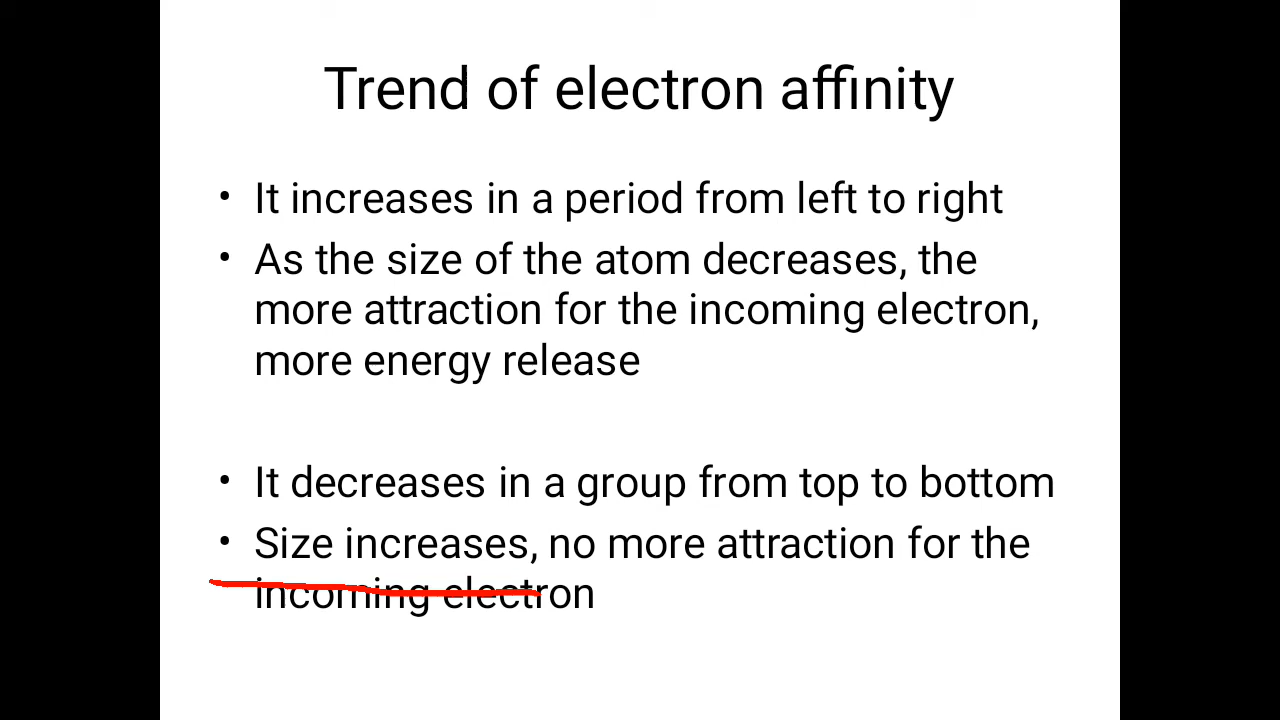 Trend of electron affinity
• It increases in a period from left to right
• As the size of the atom decreases, the
more attraction for the incoming electron,
more energy release
• It decreases in a group from top to bottom
• Size increases, no more attraction for the
incoming electron